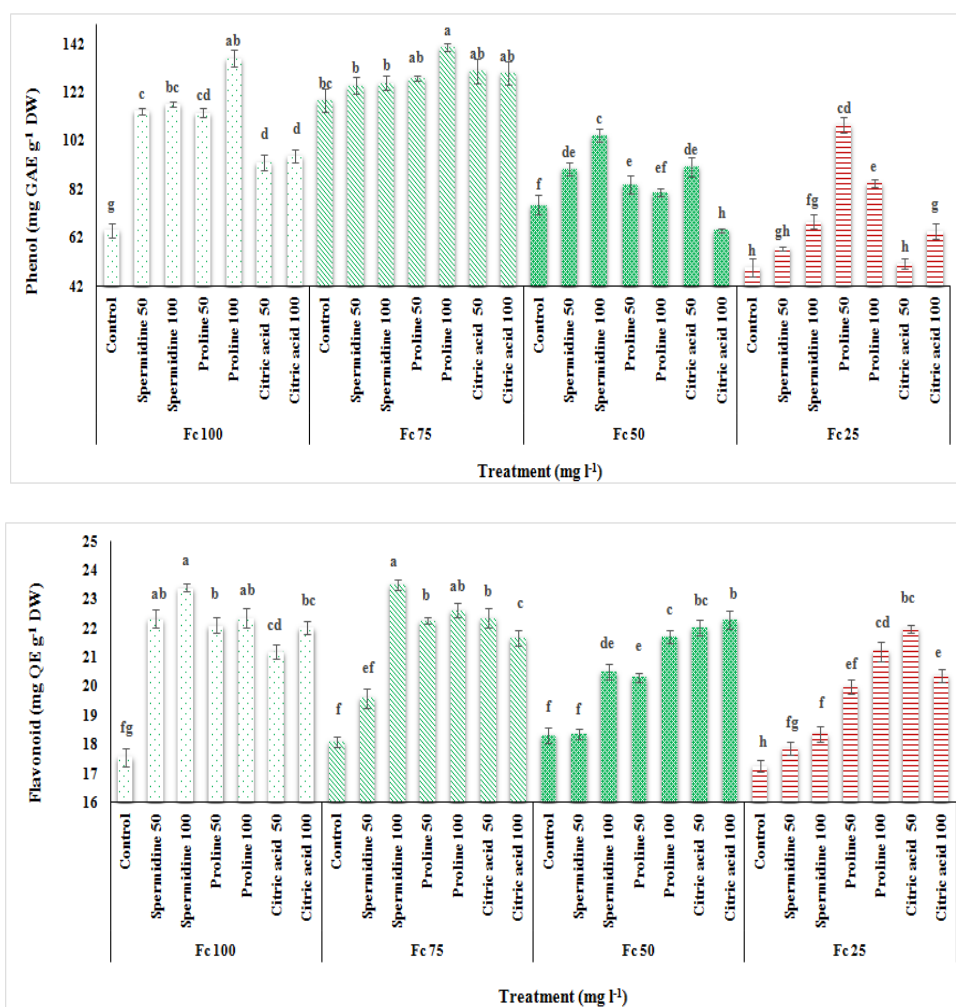 Phenol (mg GAE g-1 DW)
142
122
102
82
62
42
g
c
bc
cd
ab
d
d
bc
b
b
ab
a
ab
ab
f
de
c
e
ef
de
h
h
gh
fg
cd
e
h
g
Control
Spermidine 50
Spermidine 100
Proline 50
Proline 100
Citric acid 50
Citric acid 100
Control
Spermidine 50
Spermidine 100
Proline 50
Proline 100
Citric acid 50
Citric acid 100
Control
Spermidine 50
Spermidine 100
Proline 50
Proline 100
Citric acid 50
Citric acid 100
Control
Spermidine 50
Spermidine 100
Proline 50
Proline 100
Citric acid 50
Citric acid 100
Fc 100
Fc 75
Fc 50
Fc 25
Treatment (mg l-1)
Flavonoid (mg QE g-1 DW)
25
24
23
22
21
20
19
18
17
16
fg
ab
a
b
ab
cd
bc
f
ef
a
b
ab
b
c
f
f
de
e
c
bc
b
h
fg
f
ef
cd
bc
e
Control
Spermidine 50
Spermidine 100
Proline 50
Proline 100
Citric acid 50
Citric acid 100
Control
Spermidine 50
Spermidine 100
Proline 50
Proline 100
Citric acid 50
Citric acid 100
Control
Spermidine 50
Spermidine 100
Proline 50
Proline 100
Citric acid 50
Citric acid 100
Control
Spermidine 50
Spermidine 100
Proline 50
Proline 100
Citric acid 50
Citric acid 100
Fc 100
Fc 75
Fc 50
Fc 25
Treatment (mg l-1)